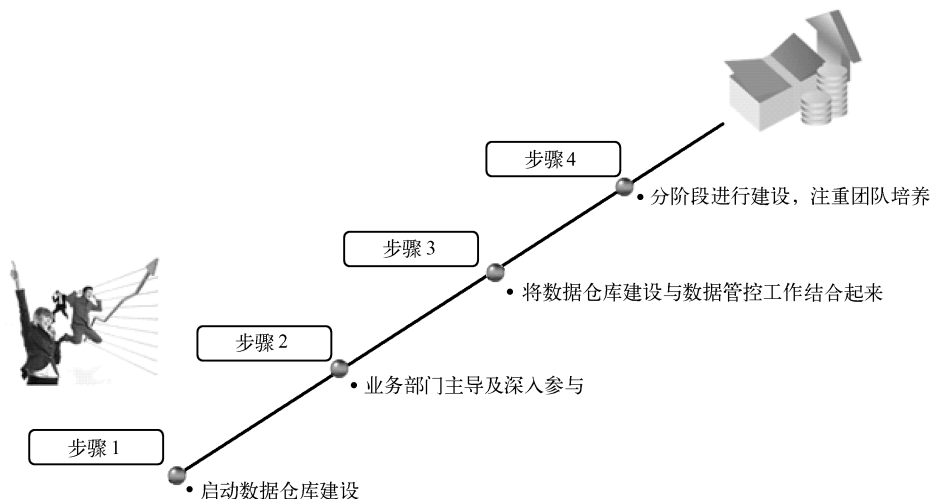 步骤4
• 分阶段进行建设，注重团队培养
步骤3
• 将数据仓库建设与数据管控工作结合起来
步骤2
• 业务部门主导及深入参与
步骤1
• 启动数据仓库建设